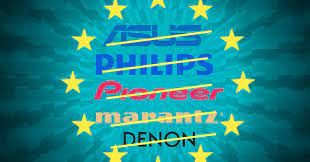 ASUS
PHILIPS
Pioneer
marantz
DENON